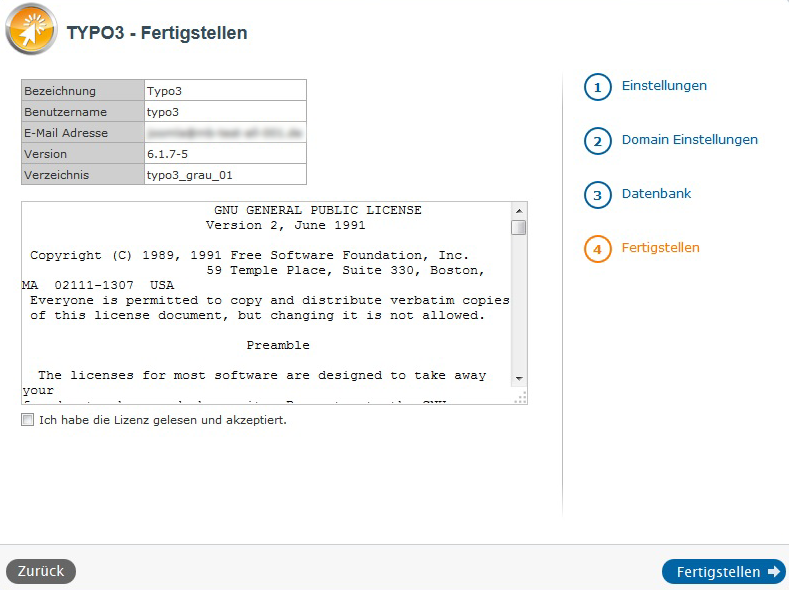 TYPO3 - Fertigstellen
Bezeichnung Typo3
Benutzername typo3
E-Mail Adresse
Version 6.1.7-5
Verzeichnis typo3_grau_01
GNU GENERAL PUBLIC LICENSE
Version 2, June 1991
Copyright (C) 1989, 1991 Free Software Foundation, Inc.
59 Temple Place, Suite 330, Boston,
MA 02111-1307 USA
Everyone is permitted to copy and distribute verbatim copies
of this license document, but changing it is not allowed.
Preamble
The licenses for most software are designed to take away
your
Ich habe die Lizenz gelesen und akzeptiert.
1 Einstellungen
2 Domain Einstellungen
3 Datenbank
4 Fertigstellen
Zurück
Fertigstellen